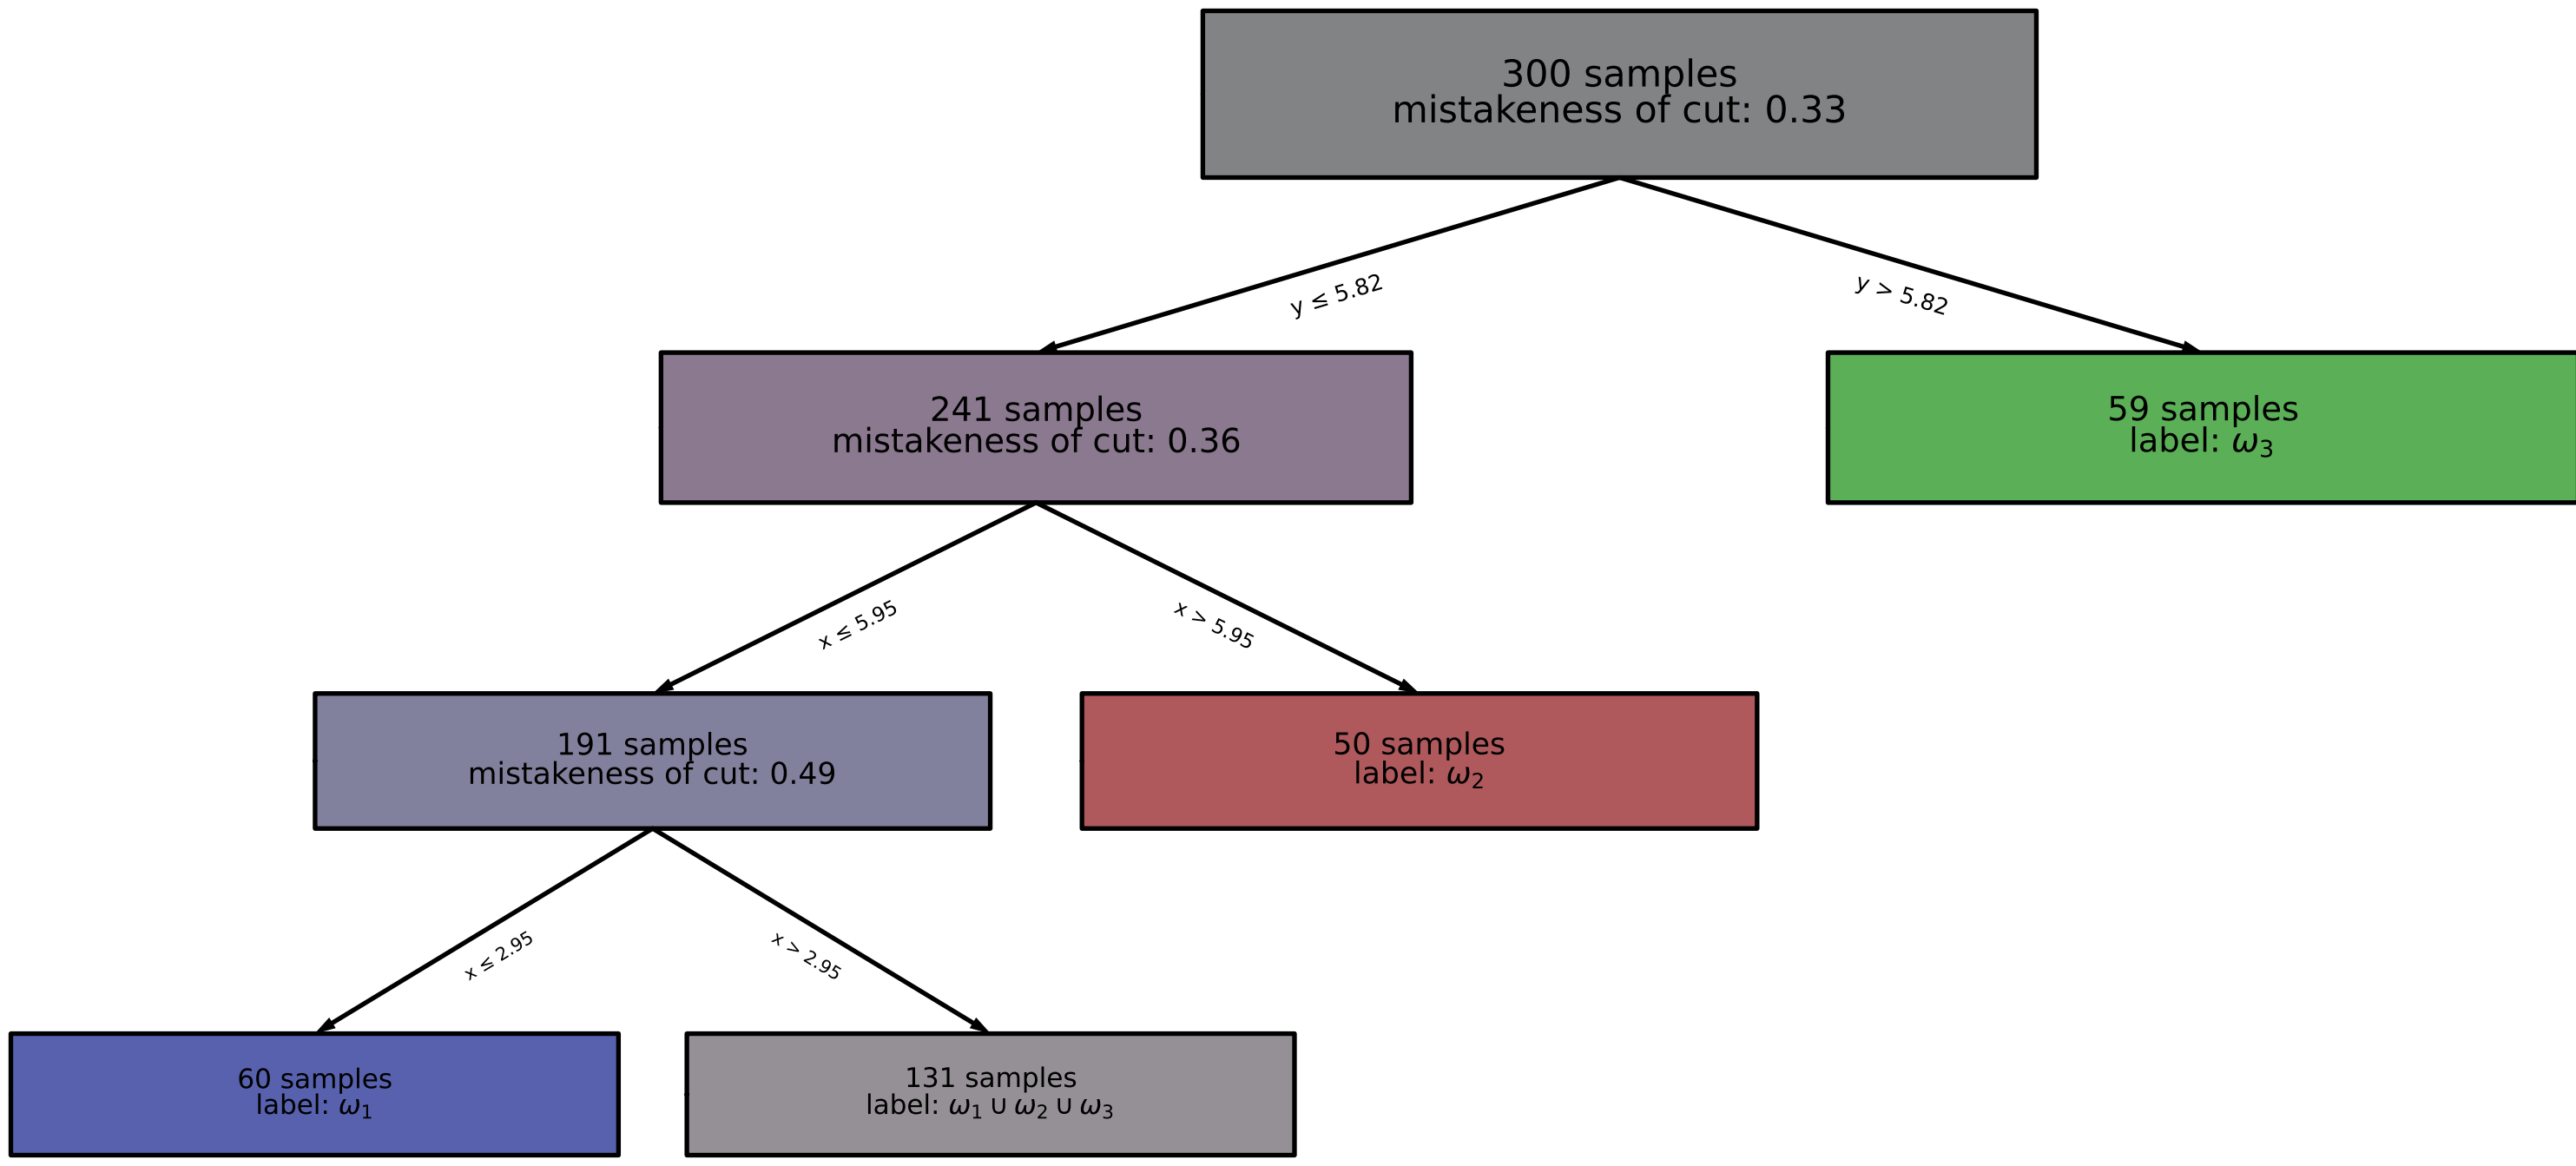 300 samples
mistakeness of cut: 0.33
y ≤ 5.82
y > 5.82
241 samples
mistakeness of cut: 0.36
59 samples
label: ω₃
x ≤ 5.95
x > 5.95
191 samples
mistakeness of cut: 0.49
50 samples
label: ω₂
x ≤ 2.95
x > 2.95
60 samples
label: ω₁
131 samples
label: ω₁ ∪ ω₂ ∪ ω₃